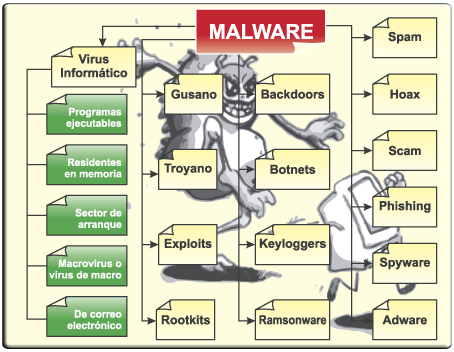 MALWARE
Virus
Informático
Programas
ejecutables
Residentes
en memoria
Sector de
arranque
Macrovirus o
virus de macro
De correo
electrónico
Gusano
Troyano
Exploits
Rootkits
Backdoors
Botnets
Keyloggers
Ramsonware
Spam
Hoax
Scam
Phishing
Spyware
Adware